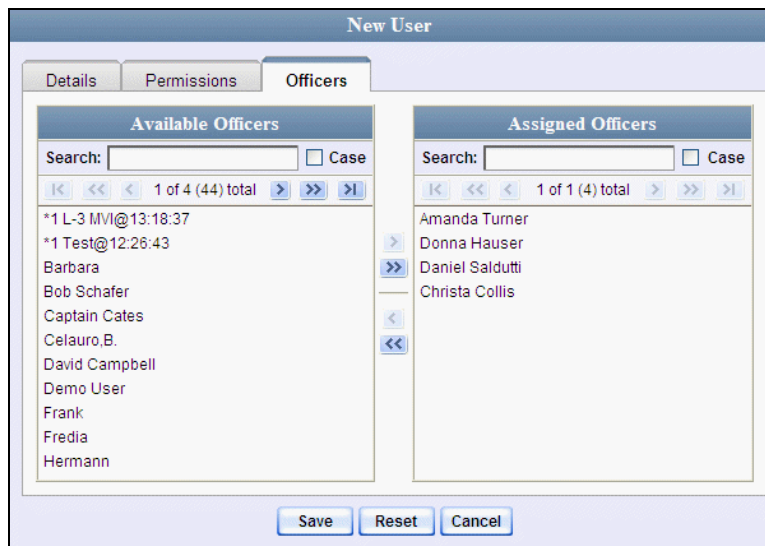 New User
Details Permissions Officers
Available Officers
Search: Case
|< << < 1 of 4 (44) total > >> >|
*1 L-3 MVI@13:18:37
*1 Test@12:26:43
Barbara
Bob Schafer
Captain Cates
Celauro,B.
David Campbell
Demo User
Frank
Fredia
Hermann
>
>>
<
<<
Assigned Officers
Search: Case
|< << < 1 of 1 (4) total > >> >|
Amanda Turner
Donna Hauser
Daniel Saldutti
Christa Collis
Save Reset Cancel